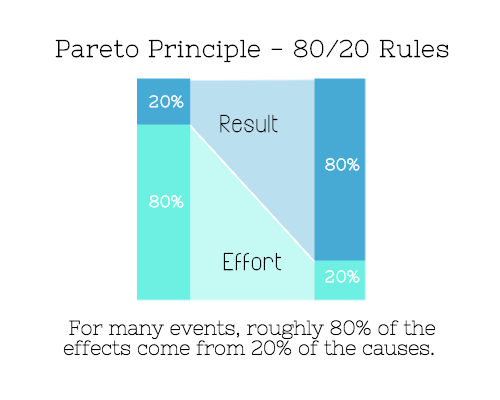 Pareto Principle - 80/20 Rules
20%
Result
80%
80%
Effort
20%
For many events, roughly 80% of the
effects come from 20% of the causes.